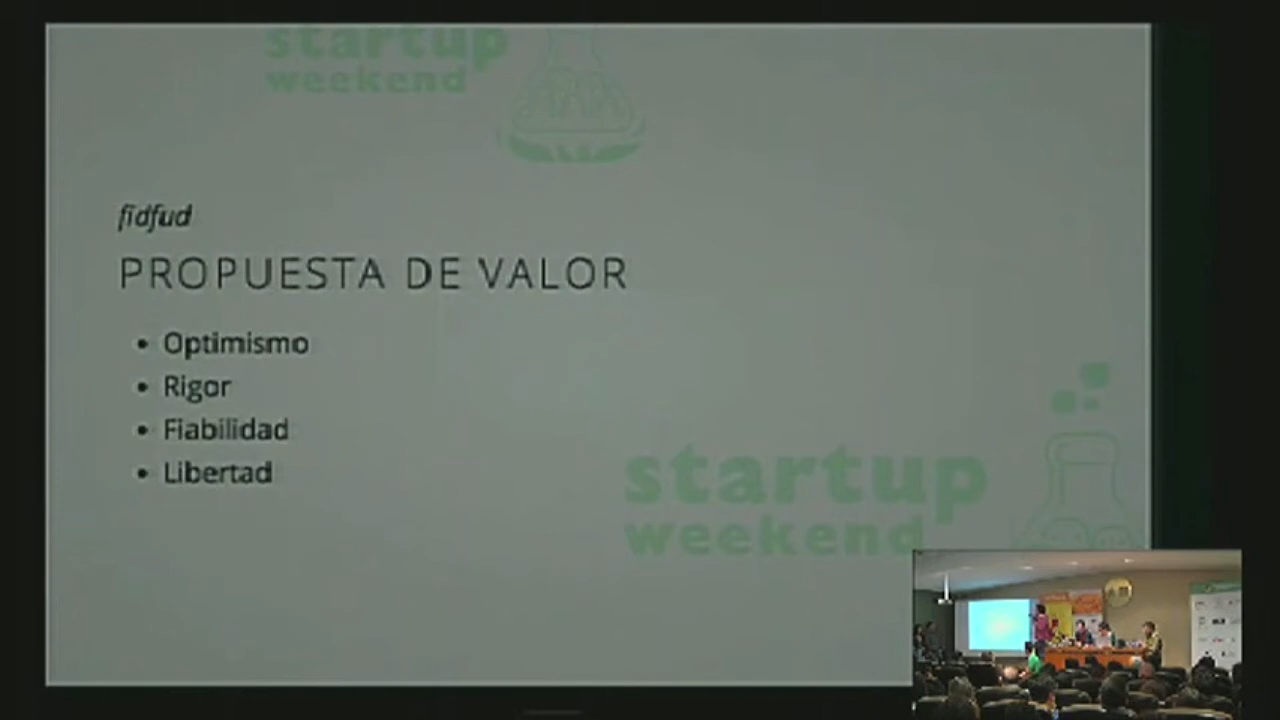 startup
weekend
fidfud
PROPUESTA DE VALOR
• Optimismo
• Rigor
• Fiabilidad
• Libertad
startup
weekend